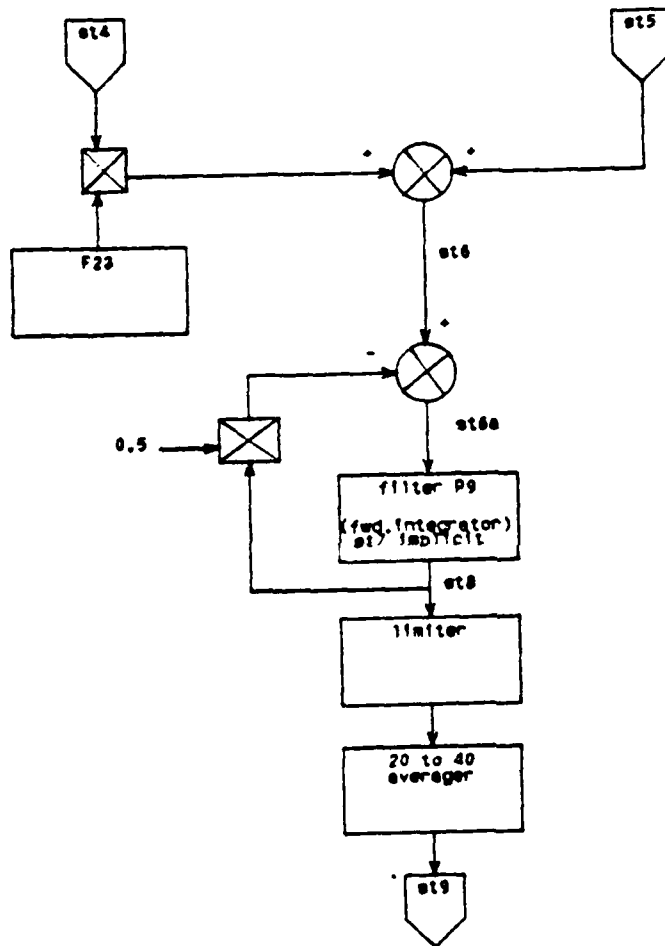 st4
st5
+
+
F23
st6
+
-
st6a
0.5
filter P9
(fwd.integrator)
st7 implicit
st8
limiter
20 to 40
averager
st9